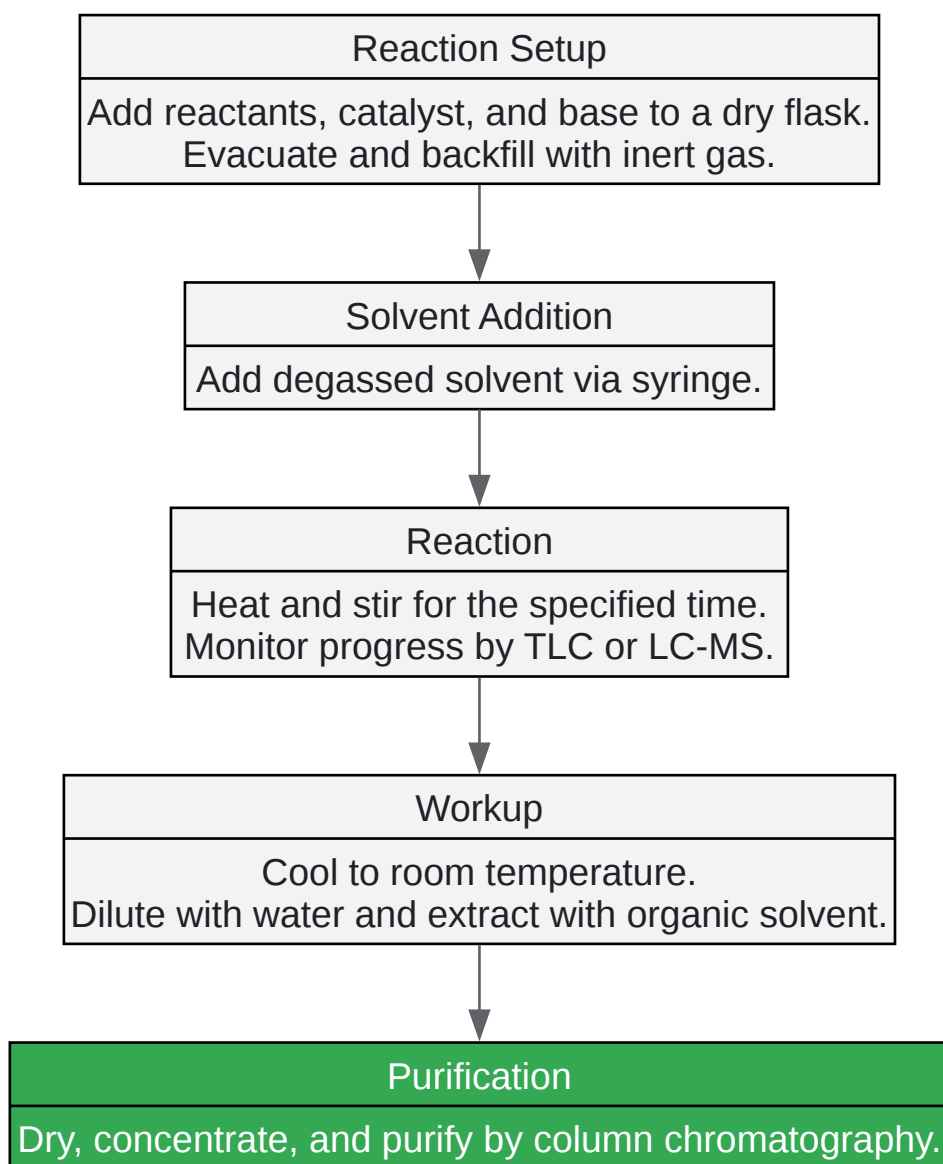 Reaction Setup
Add reactants, catalyst, and base to a dry flask.
Evacuate and backfill with inert gas.
Solvent Addition
Add degassed solvent via syringe.
Reaction
Heat and stir for the specified time.
Monitor progress by TLC or LC-MS.
Workup
Cool to room temperature.
Dilute with water and extract with organic solvent.
Purification
Dry, concentrate, and purify by column chromatography.